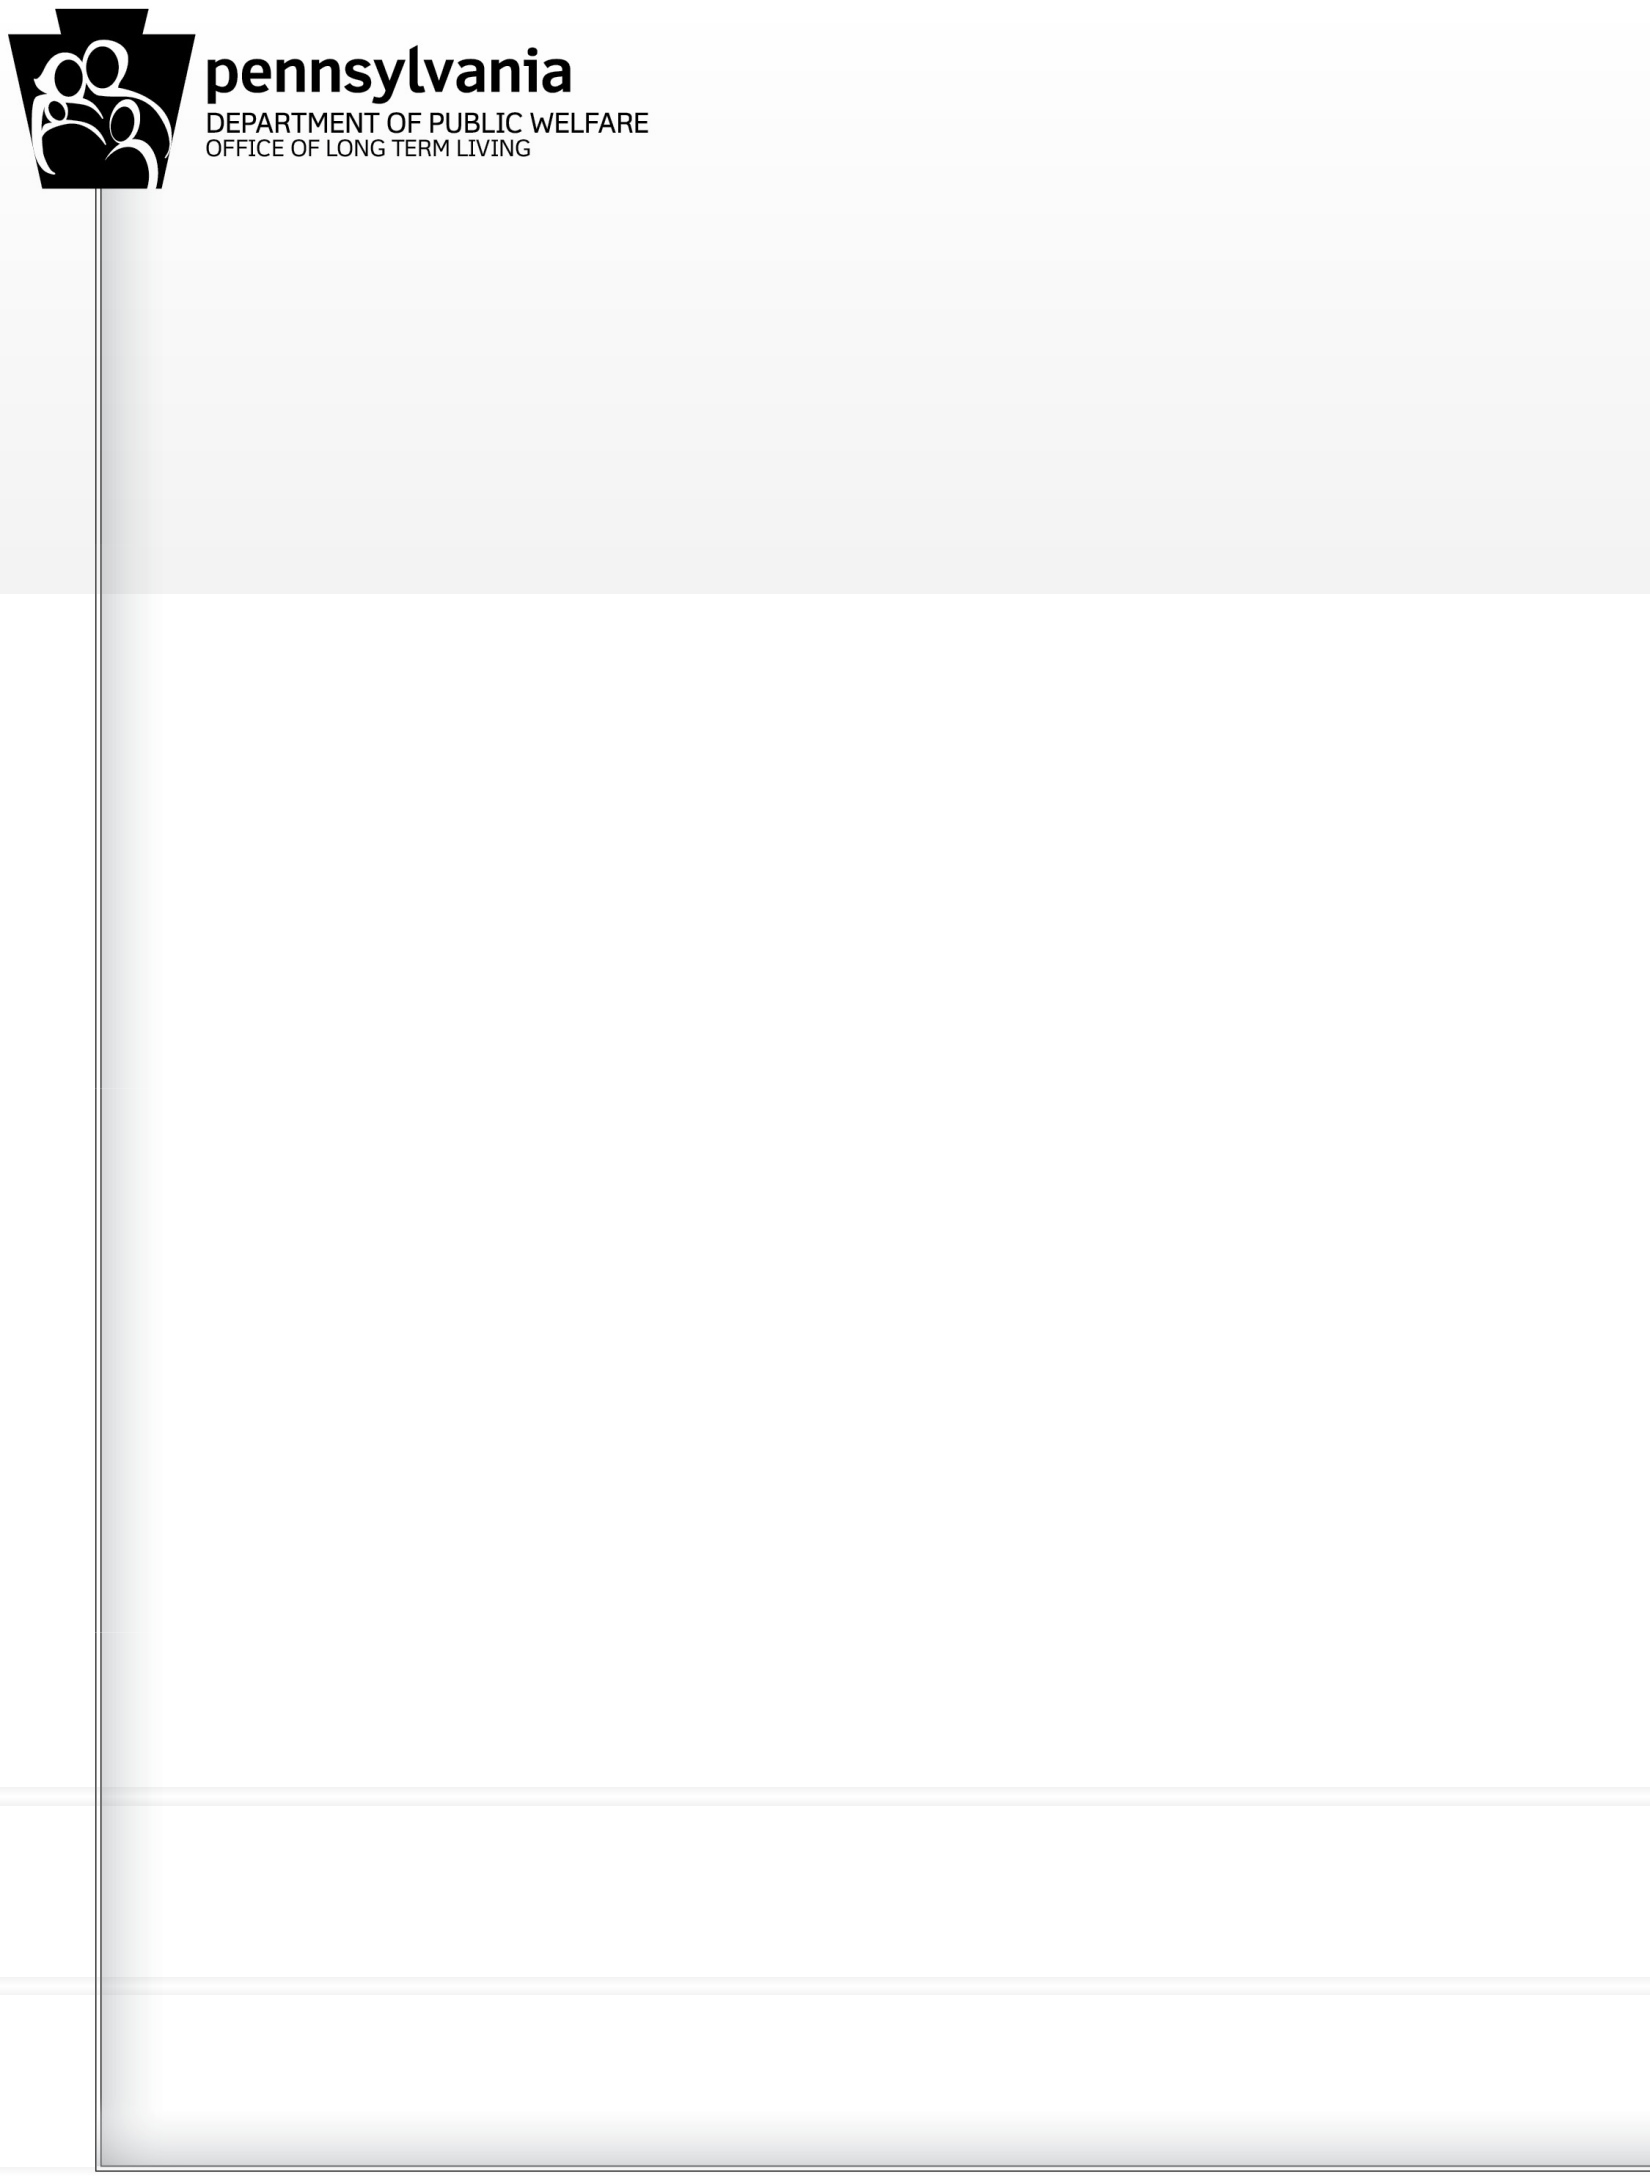 pennsylvania
DEPARTMENT OF PUBLIC WELFARE
OFFICE OF LONG TERM LIVING